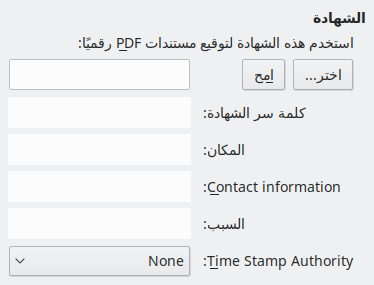 الشهادة
استخدم هذه الشهادة لتوقيع مستندات PDF رقميًا:
اختر... امح
كلمة سر الشهادة:
المكان:
Contact information:
السبب:
Time Stamp Authority: None